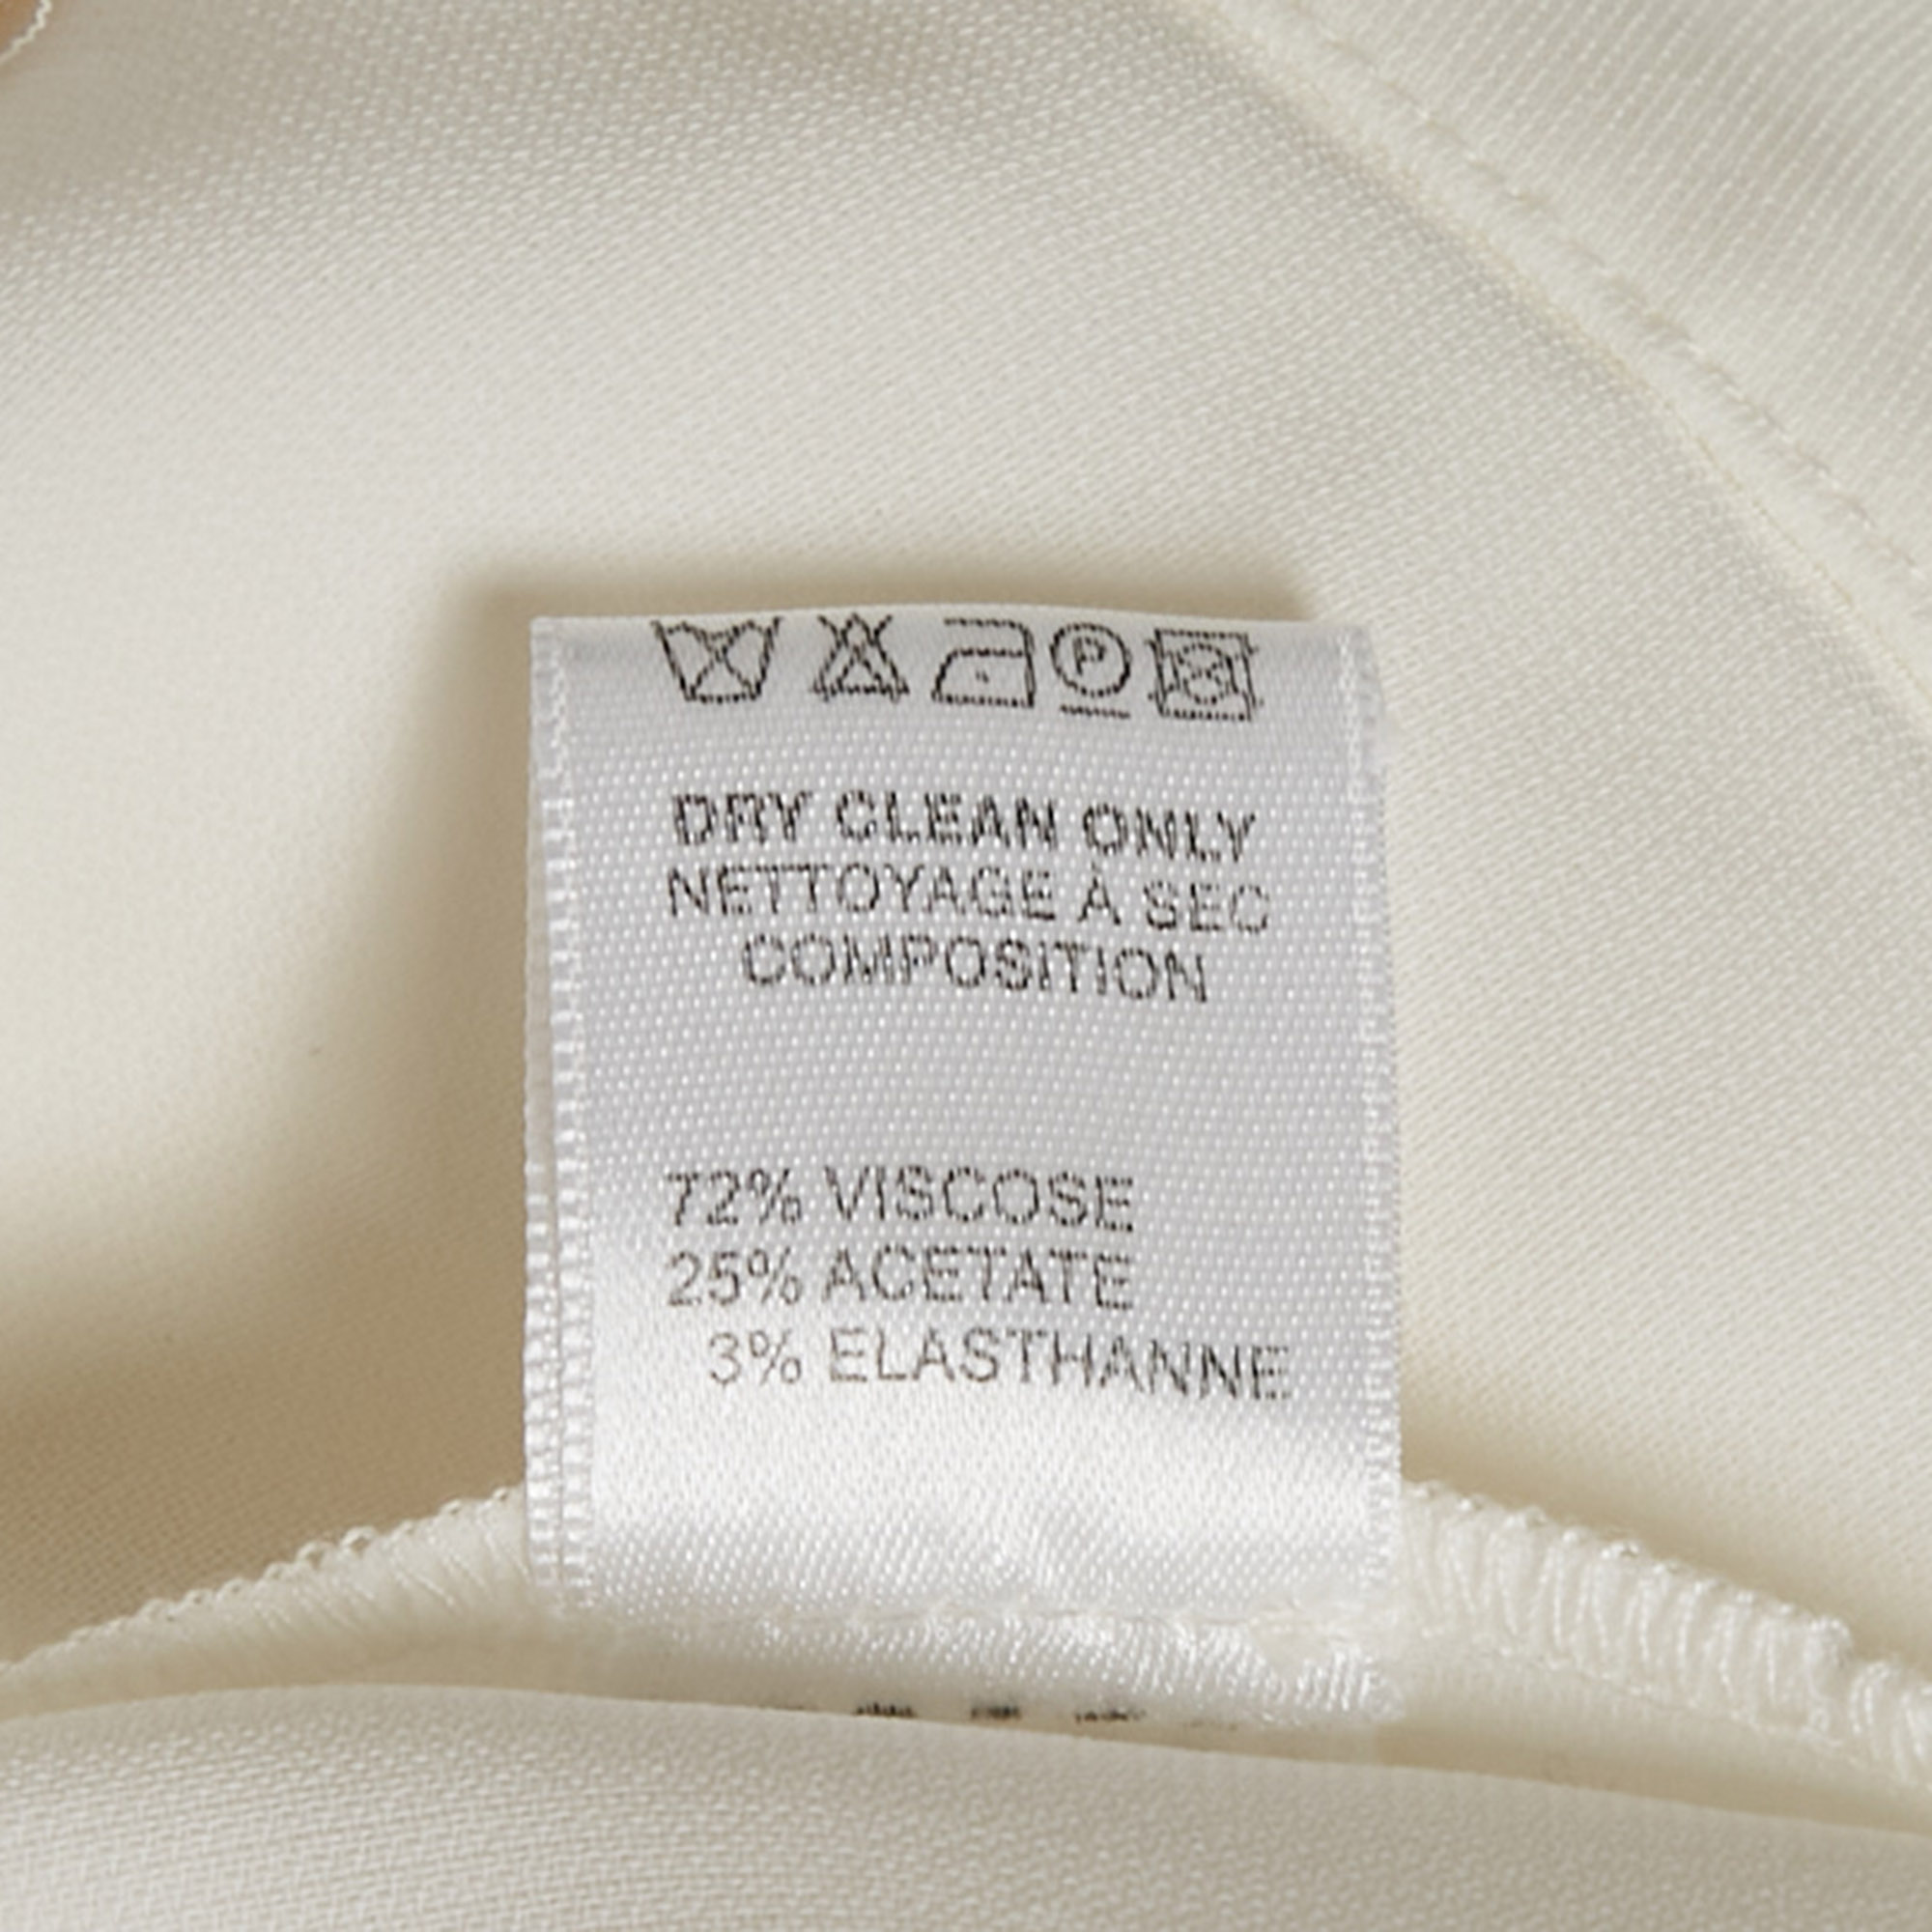 P
DRY CLEAN ONLY
NETTOYAGE À SEC
COMPOSITION
72% VISCOSE
25% ACETATE
3% ELASTHANNE